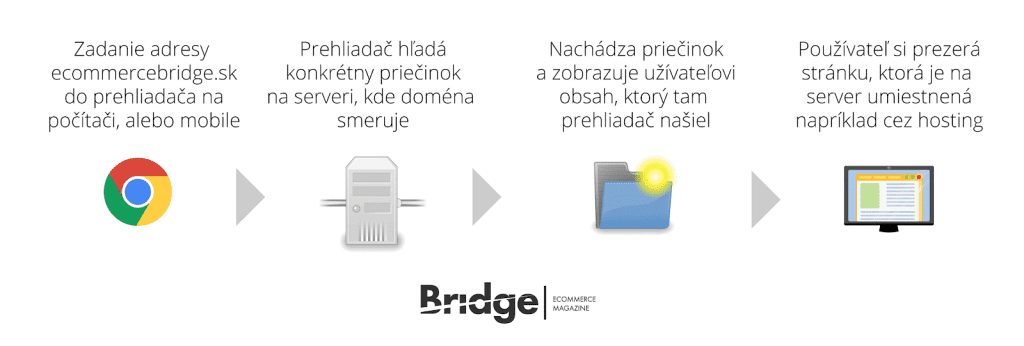 Zadanie adresy
ecommercebridge.sk
do prehliadača na
počítači, alebo mobile
Prehliadač hľadá
konkrétny priečinok
na serveri, kde doména
smeruje
Nachádza priečinok
a zobrazuje užívateľovi
obsah, ktorý tam
prehliadač našiel
Používateľ si prezerá
stránku, ktorá je na
server umiestnená
napríklad cez hosting
Bridge
ECOMMERCE
MAGAZINE